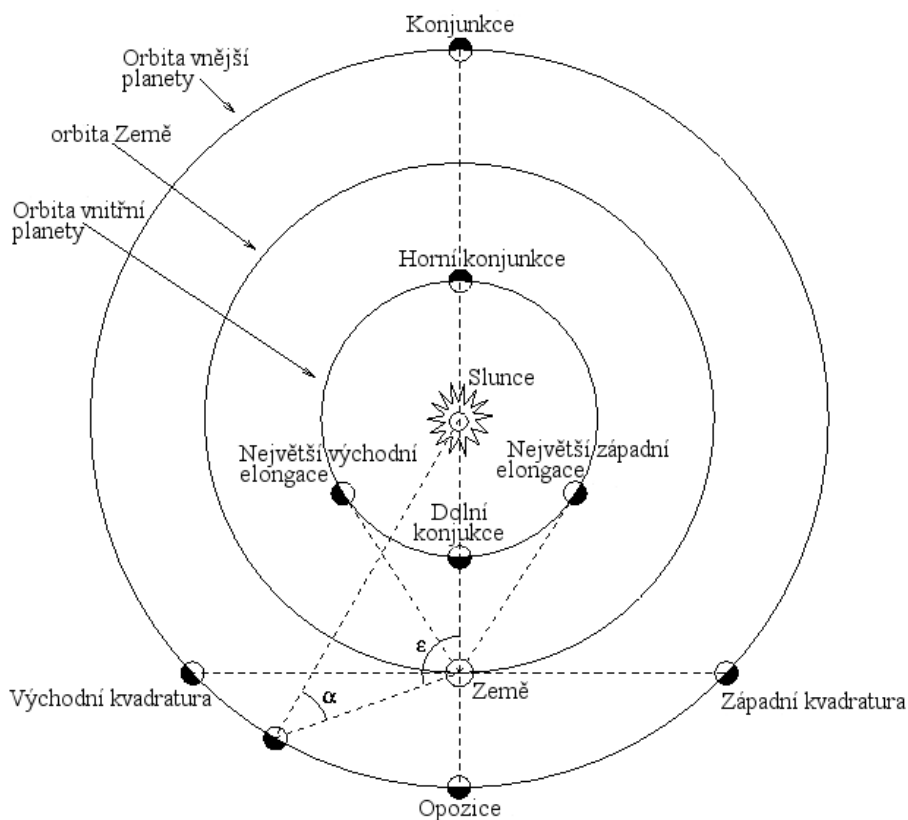 Konjunkce
Orbita vnější
planety
orbita Země
Orbita vnitřní
planety
Horní konjunkce
Slunce
Největší východní
elongace
Největší západní
elongace
Dolní
konjukce
ε
Země
α
Východní kvadratura
Západní kvadratura
Opozice